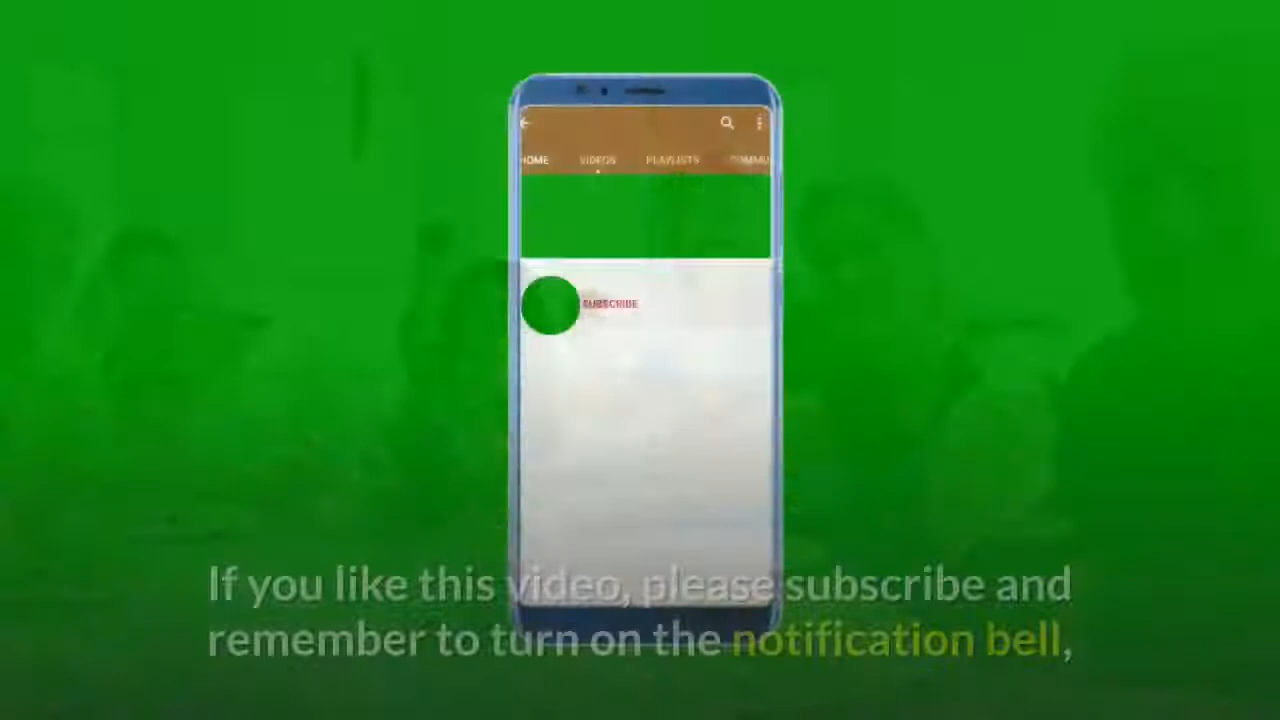 HOME VIDEOS PLAYLISTS COMMU
SUBSCRIBE
If you like this video, please subscribe and
remember to turn on the notification bell,